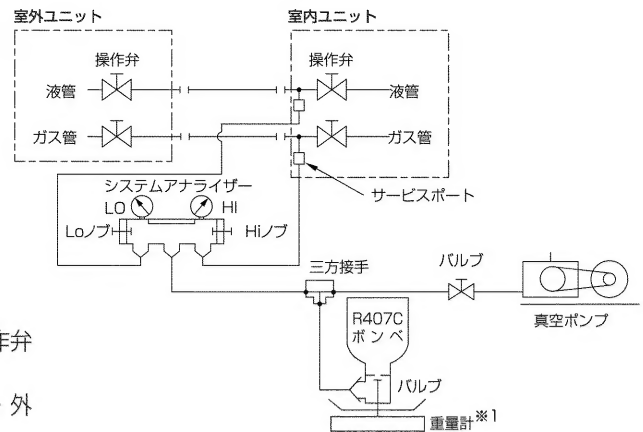 室外ユニット
室内ユニット
操作弁
操作弁
液管
液管
ガス管
ガス管
サービスポート
システムアナライザー
LO
HI
Loノブ
Hiノブ
三方接手
バルブ
真空ポンプ
R407C
ボンベ
バルブ
重量計※1
作弁
外